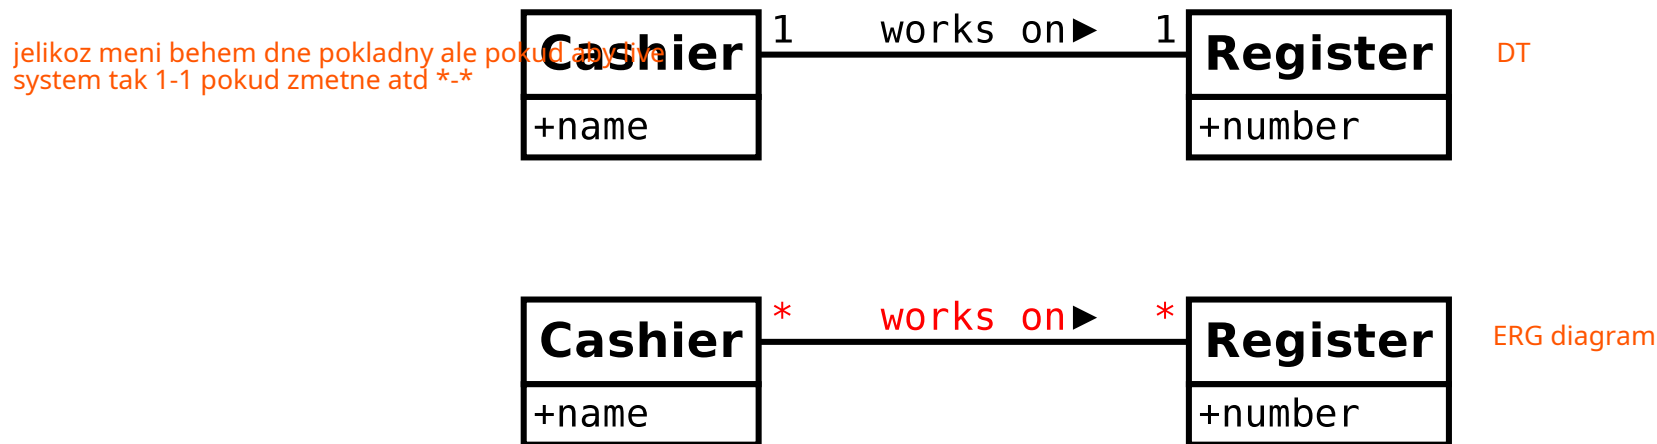 1 works on▶ 1
jelikoz meni behem dne pokladny ale pokud aby live
Cashier
Register
DT
system tak 1-1 pokud zmetne atd *-*
+name
+number
* works on▶ *
Cashier
Register
ERG diagram
+name
+number